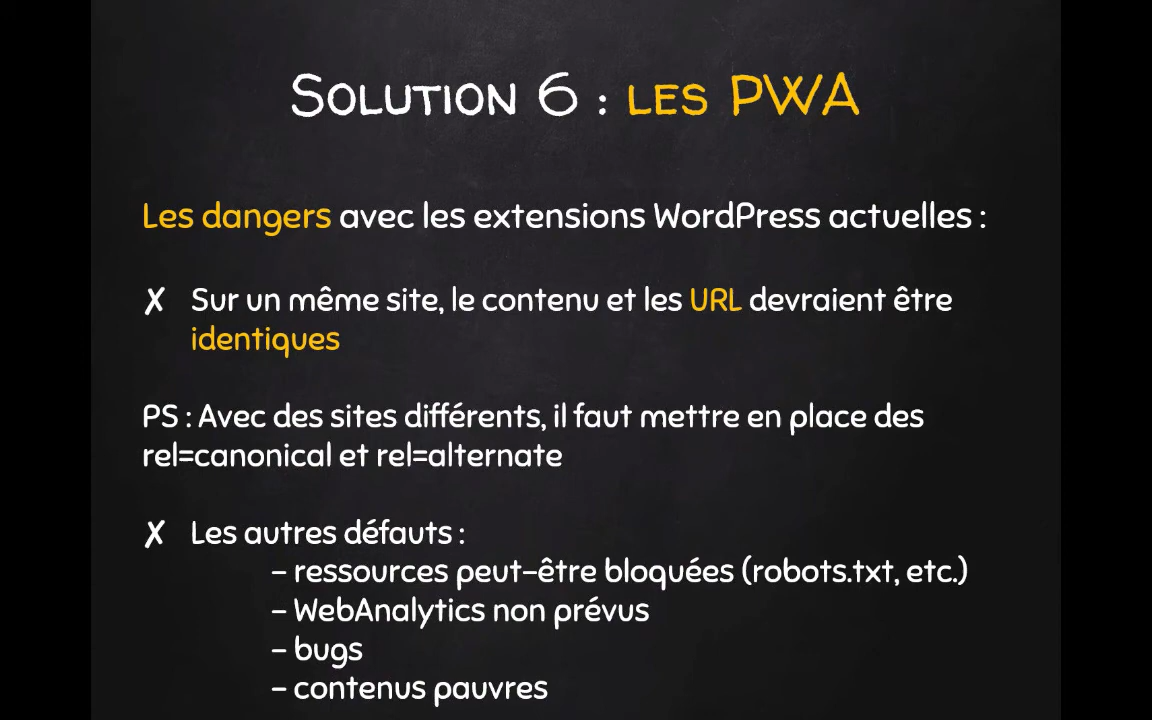 Solution 6 : les PWA
Les dangers avec les extensions WordPress actuelles :
✗ Sur un même site, le contenu et les URL devraient être
identiques
PS : Avec des sites différents, il faut mettre en place des
rel=canonical et rel=alternate
✗ Les autres défauts :
– ressources peut-être bloquées (robots.txt, etc.)
– WebAnalytics non prévus
– bugs
– contenus pauvres